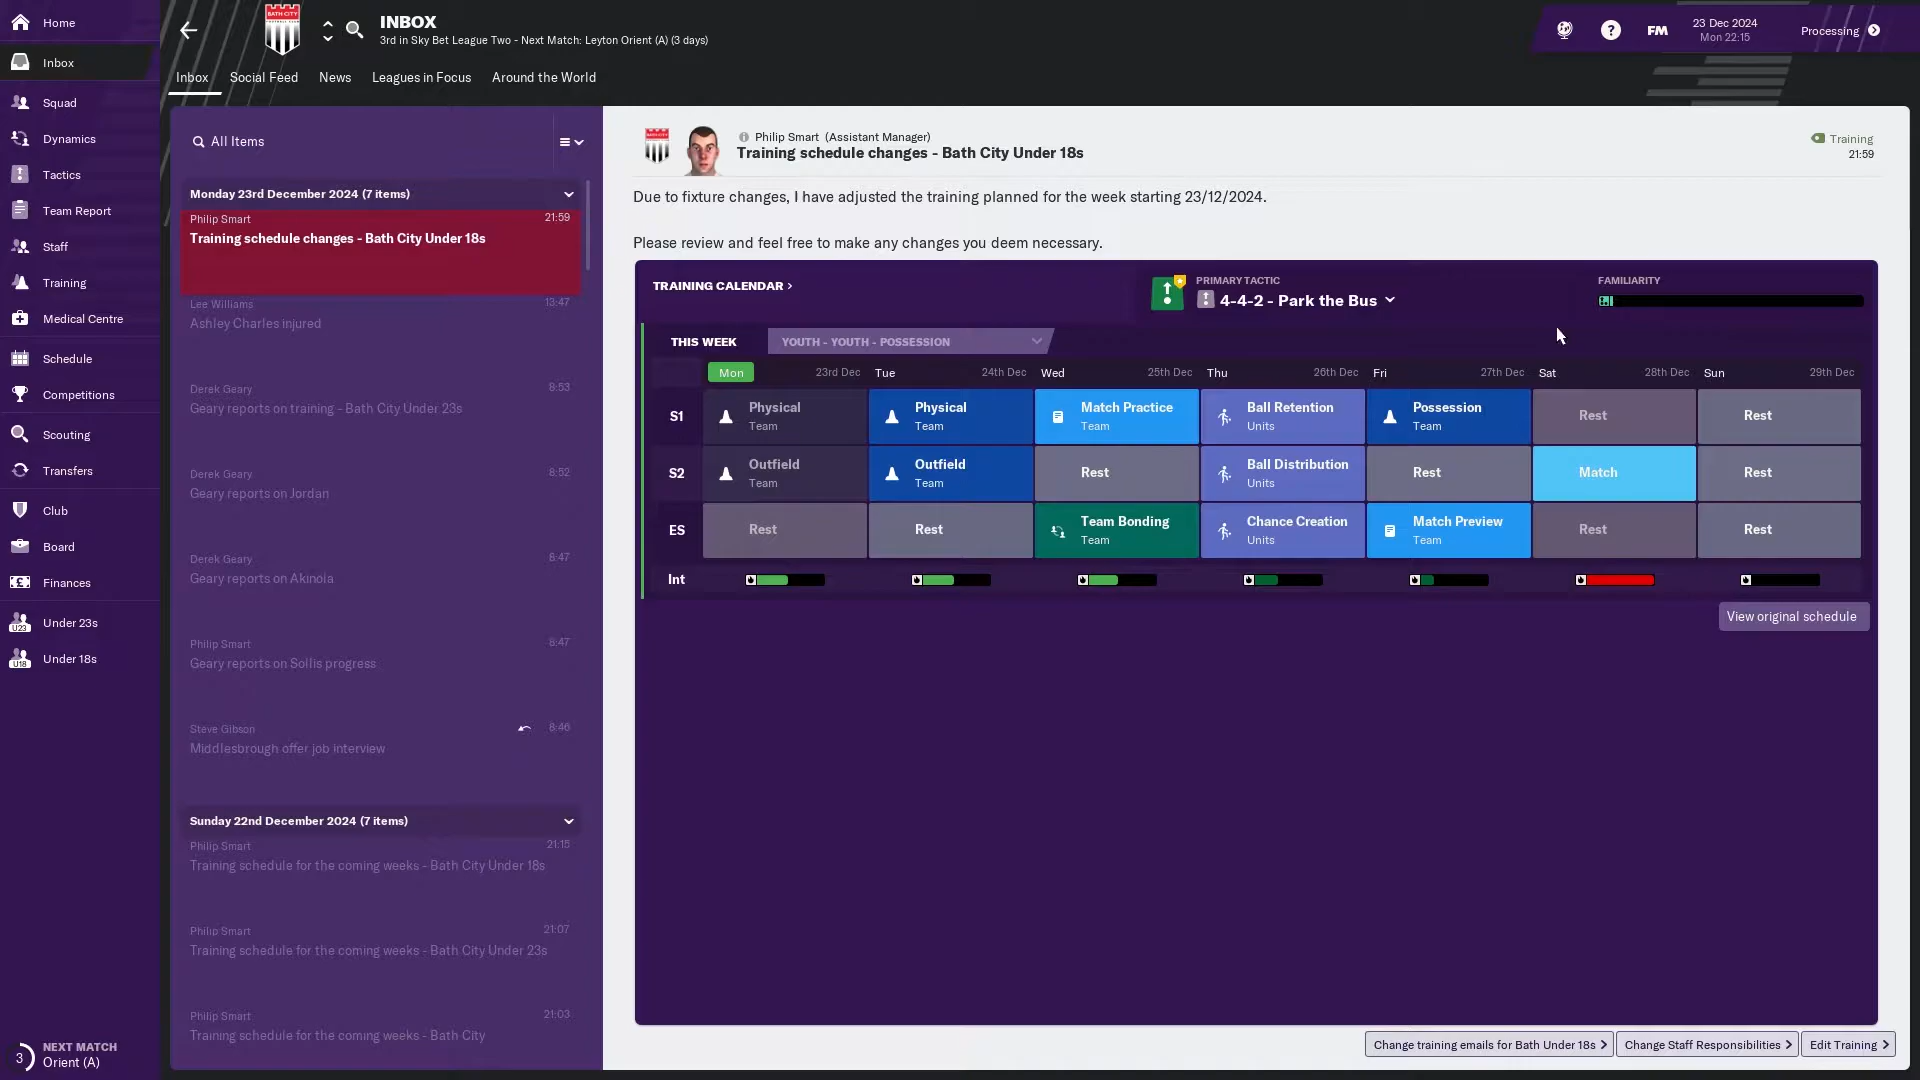 Home
Inbox
Squad
Dynamics
Tactics
Team Report
Staff
Training
Medical Centre
Schedule
Competitions
Scouting
Transfers
Club
Board
Finances
U23
Under 23s
U18
Under 18s
3
NEXT MATCH
Orient (A)
BATH CITY
INBOX
3rd in Sky Bet League Two - Next Match: Leyton Orient (A) (3 days)
?
FM
23 Dec 2024
Mon 22:15
Processing
Inbox
Social Feed
News
Leagues in Focus
Around the World
All Items
Monday 23rd December 2024 (7 items)
Philip Smart
21:59
Training schedule changes - Bath City Under 18s
Lee Williams
13:47
Ashley Charles injured
Derek Geary
8:53
Geary reports on training - Bath City Under 23s
Derek Geary
8:52
Geary reports on Jordan
Derek Geary
8:47
Geary reports on Akinola
Philip Smart
8:47
Geary reports on Sollis progress
Steve Gibson
8:46
Middlesbrough offer job interview
Sunday 22nd December 2024 (7 items)
Philip Smart
21:15
Training schedule for the coming weeks - Bath City Under 18s
Philip Smart
21:07
Training schedule for the coming weeks - Bath City Under 23s
Philip Smart
21:03
Training schedule for the coming weeks - Bath City
BATH CITY
Philip Smart (Assistant Manager)
Training schedule changes - Bath City Under 18s
Training
21:59
Due to fixture changes, I have adjusted the training planned for the week starting 23/12/2024.
Please review and feel free to make any changes you deem necessary.
TRAINING CALENDAR >
PRIMARY TACTIC
4-4-2 - Park the Bus
FAMILIARITY
THIS WEEK
YOUTH - YOUTH - POSSESSION
Mon 23rd Dec Tue 24th Dec Wed 25th Dec Thu 26th Dec Fri 27th Dec Sat 28th Dec Sun 29th Dec
S1
Physical Team
Physical Team
Match Practice Team
Ball Retention Units
Possession Team
Rest
Rest
S2
Outfield Team
Outfield Team
Rest
Ball Distribution Units
Rest
Match
Rest
ES
Rest
Rest
Team Bonding Team
Chance Creation Units
Match Preview Team
Rest
Rest
Int
View original schedule
Change training emails for Bath Under 18s >
Change Staff Responsibilities >
Edit Training >